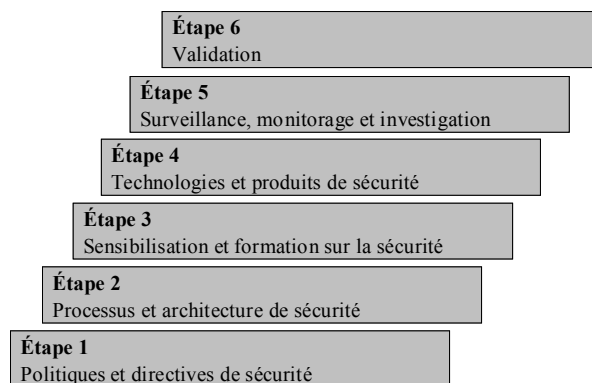 Étape 6
Validation
Étape 5
Surveillance, monitorage et investigation
Étape 4
Technologies et produits de sécurité
Étape 3
Sensibilisation et formation sur la sécurité
Étape 2
Processus et architecture de sécurité
Étape 1
Politiques et directives de sécurité